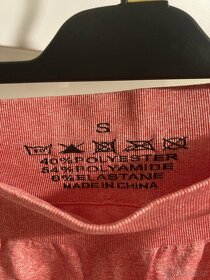 S
40%POLYESTER
54%POLYAMIDE
6%ELASTANE
MADE IN CHINA